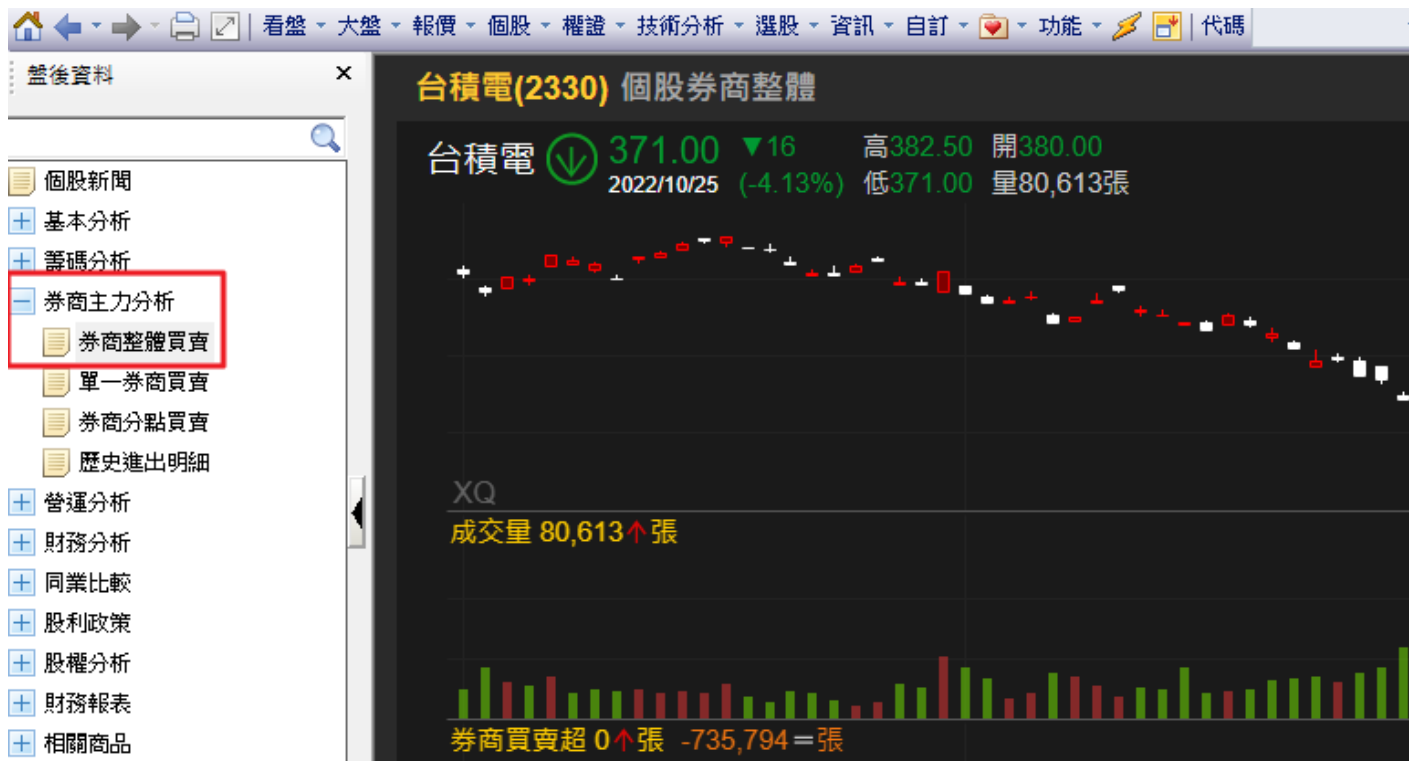 看盤 大盤 報價 個股 權證 技術分析 選股 資訊 自訂 功能 代碼
盤後資料
個股新聞
基本分析
籌碼分析
券商主力分析
券商整體買賣
單一券商買賣
券商分點買賣
歷史進出明細
營運分析
財務分析
同業比較
股利政策
股權分析
財務報表
相關商品
台積電(2330) 個股券商整體
台積電 371.00 ▼16 高382.50 開380.00
2022/10/25 (-4.13%) 低371.00 量80,613張
XQ
成交量 80,613↑張
券商買賣超 0↑張 -735,794＝張